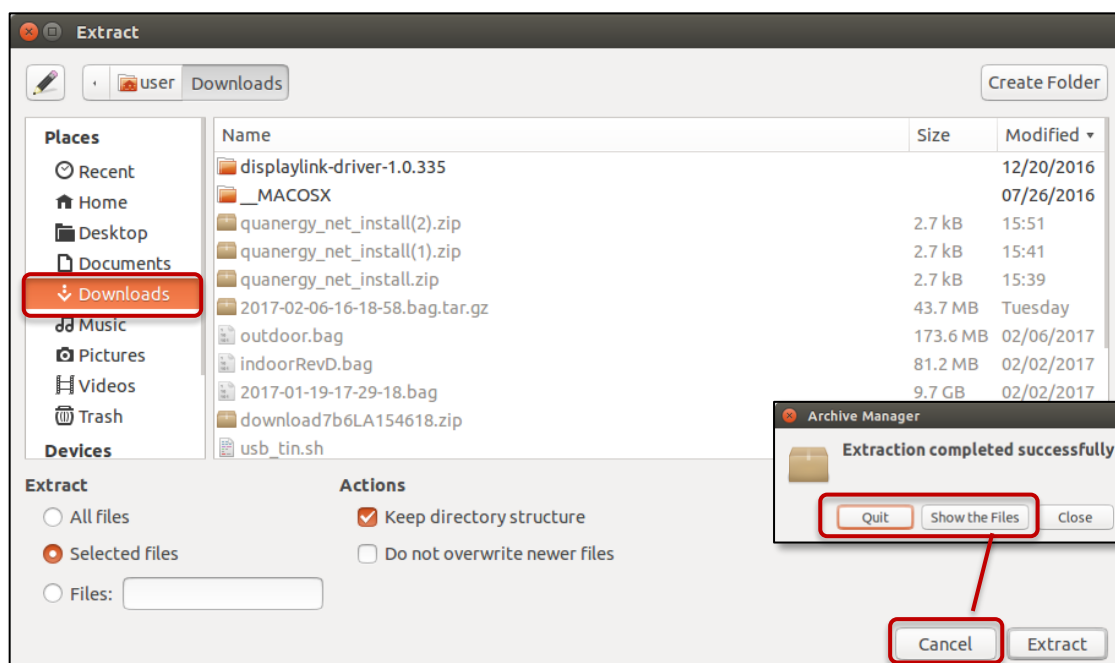 Extract
user Downloads Create Folder
Places
Recent
Home
Desktop
Documents
Downloads
Music
Pictures
Videos
Trash
Devices
Name Size Modified
displaylink-driver-1.0.335 12/20/2016
__MACOSX 07/26/2016
quanergy_net_install(2).zip 2.7 kB 15:51
quanergy_net_install(1).zip 2.7 kB 15:41
quanergy_net_install.zip 2.7 kB 15:39
2017-02-06-16-18-58.bag.tar.gz 43.7 MB Tuesday
outdoor.bag 173.6 MB 02/06/2017
indoorRevD.bag 81.2 MB 02/02/2017
2017-01-19-17-29-18.bag 9.7 GB 02/02/2017
download7b6LA154618.zip
usb_tin.sh
Archive Manager
Extraction completed successfully
Quit Show the Files Close
Extract
All files
Selected files
Files:
Actions
Keep directory structure
Do not overwrite newer files
Cancel Extract